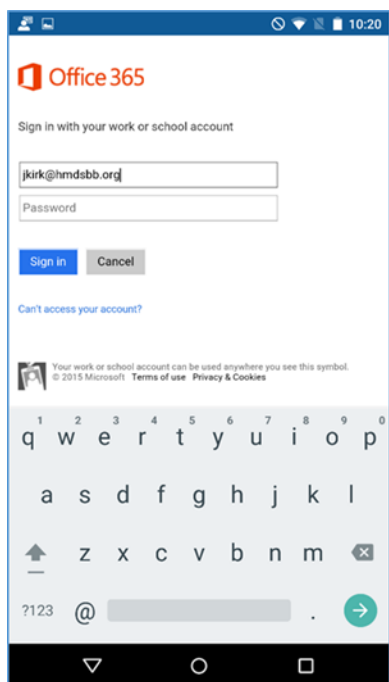 10:20
Office 365
Sign in with your work or school account
jkirk@hmdsbb.org
Password
Sign in Cancel
Can't access your account?
Your work or school account can be used anywhere you see this symbol.
© 2015 Microsoft Terms of use Privacy & Cookies
1 2 3 4 5 6 7 8 9 0
q w e r t y u i o p
a s d f g h j k l
z x c v b n m
?123 @ .